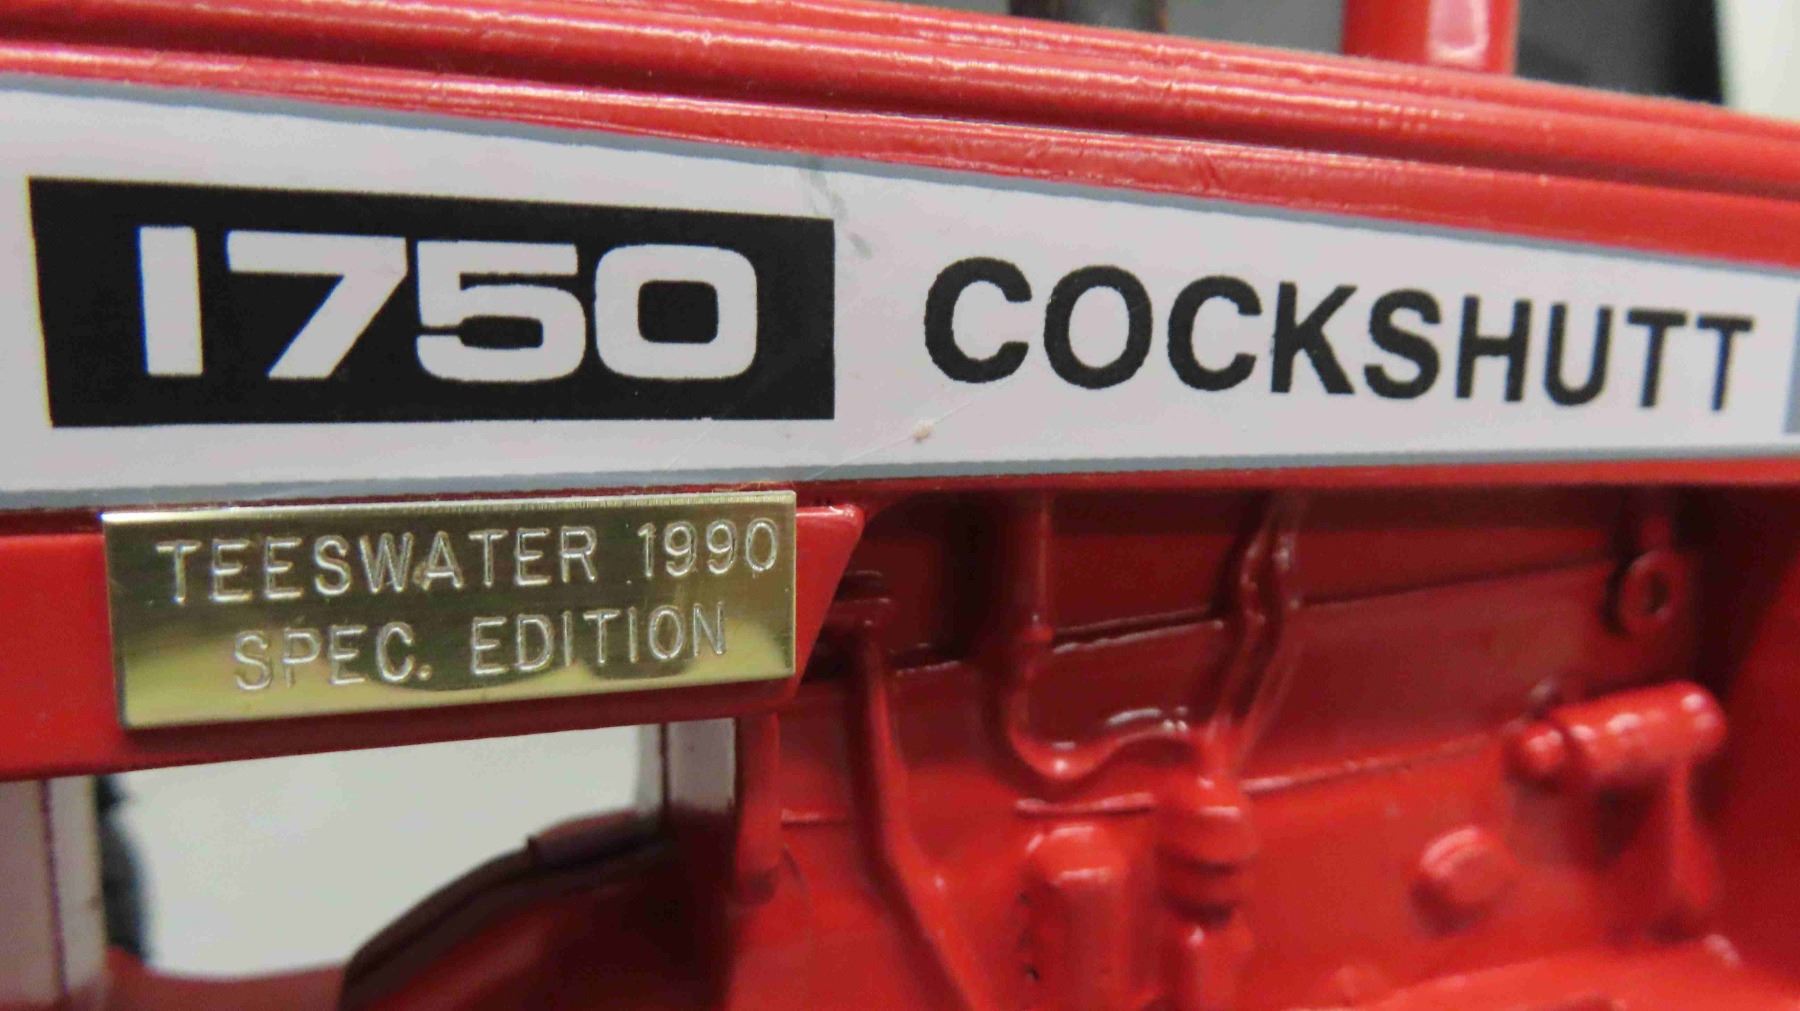 1750 COCKSHUTT
TEESWATER 1990
SPEC. EDITION